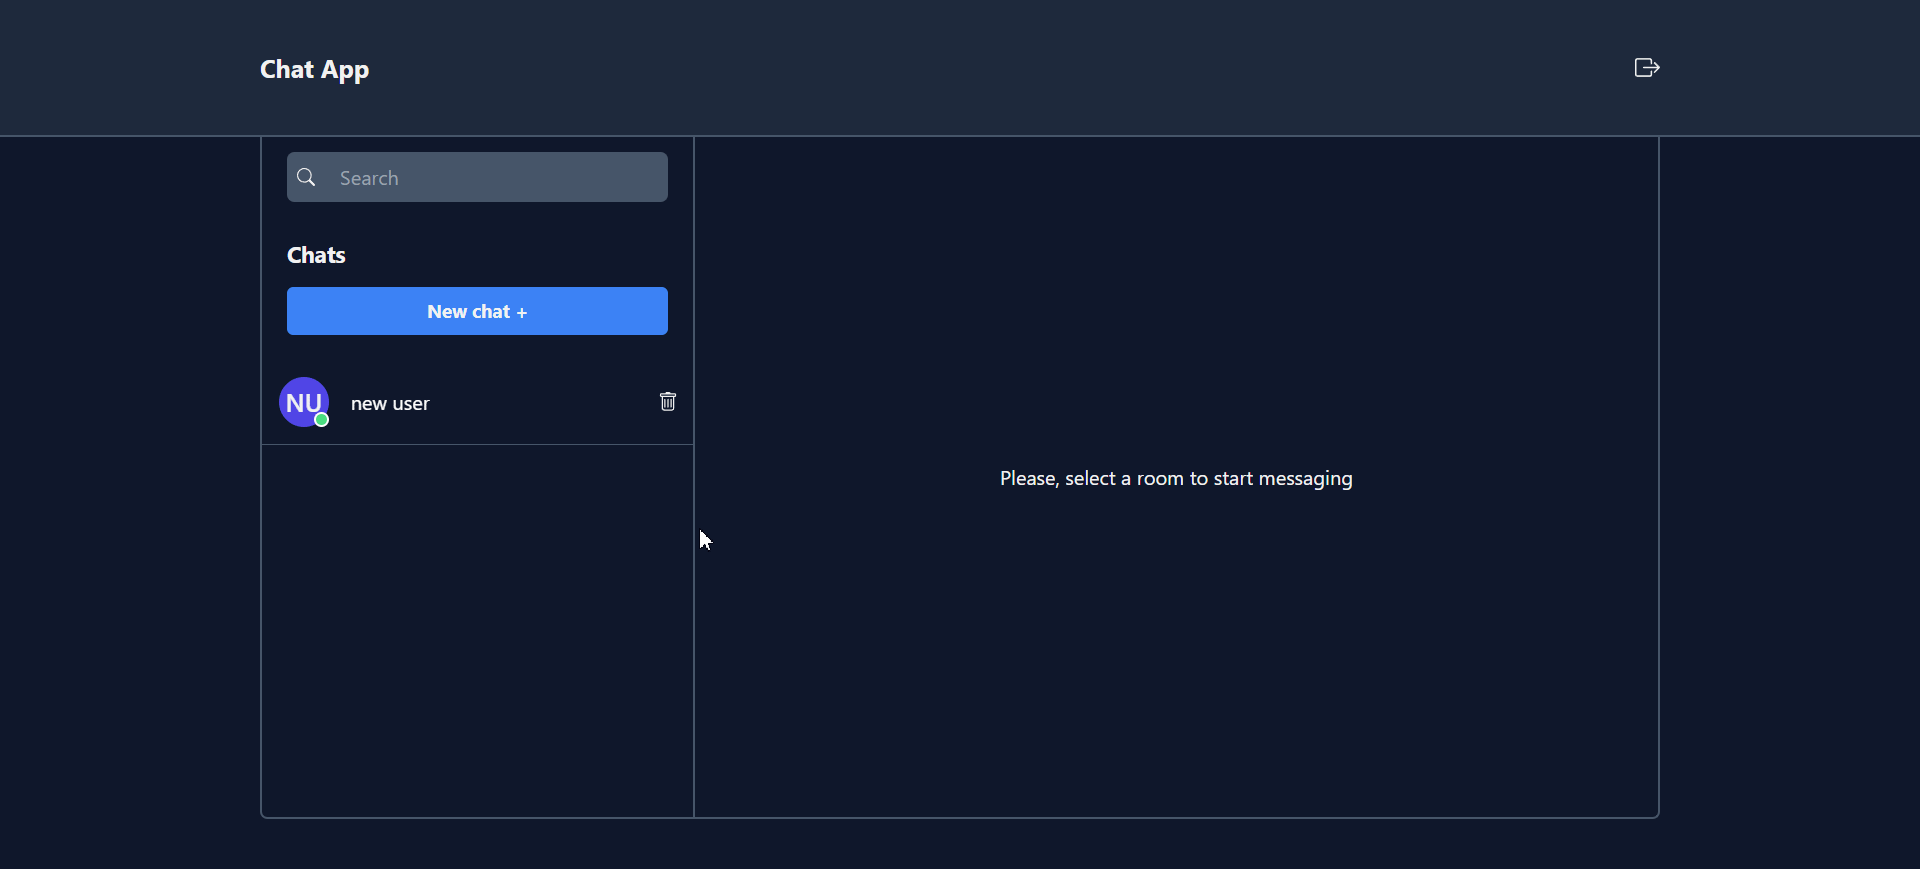 Chat App
Search
Chats
New chat +
NU
new user
Please, select a room to start messaging